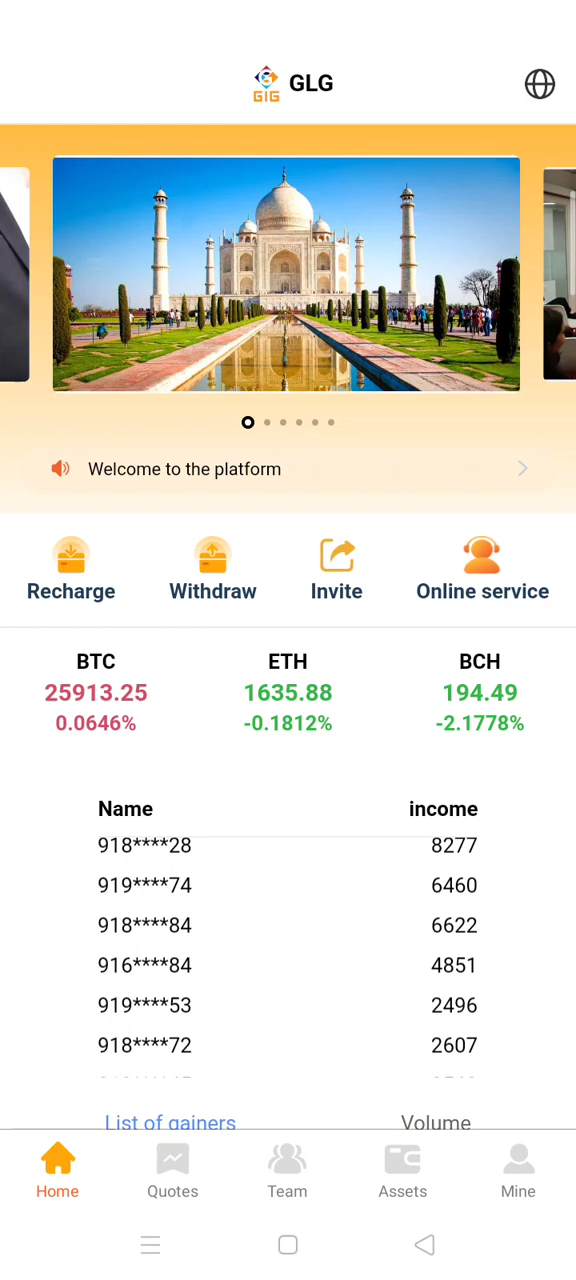 GIG
GLG
Welcome to the platform
Recharge Withdraw Invite Online service
BTC ETH BCH
25913.25 1635.88 194.49
0.0646% -0.1812% -2.1778%
Name income
918****28 8277
919****74 6460
918****84 6622
916****84 4851
919****53 2496
918****72 2607
List of gainers Volume
Home Quotes Team Assets Mine